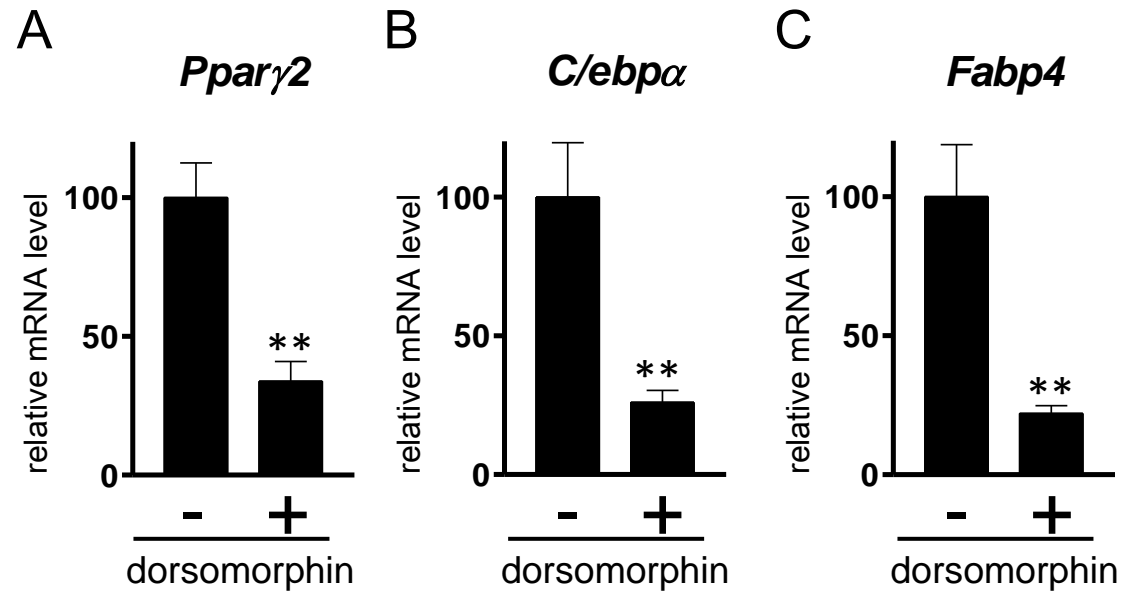 A
Pparγ2
relative mRNA level
100
50
0
**
- +
dorsomorphin
B
C/ebpα
relative mRNA level
100
50
0
**
- +
dorsomorphin
C
Fabp4
relative mRNA level
100
50
0
**
- +
dorsomorphin